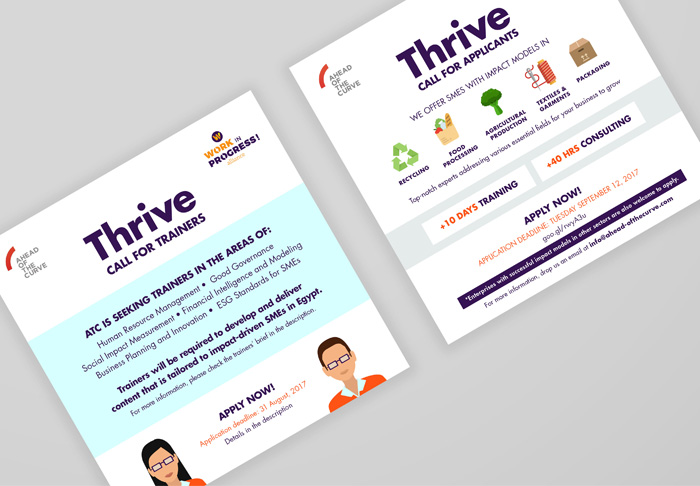 AHEAD
OF THE
CURVE
W
WORK IN
PROGRESS!
Thrive
CALL FOR TRAINERS
ATC IS SEEKING TRAINERS IN THE AREAS OF:
Human Resource Management • Good Governance
Social Impact Measurement • Financial Intelligence and Modeling
Business Planning and Innovation • ESG Standards for SMEs
Trainers will be required to develop and deliver
content that is tailored to impact-driven SMEs in Egypt.
For more information, please check the trainers' brief in the description.
APPLY NOW!
Application deadline: 31 August, 2017
Details in the description
AHEAD
OF THE
CURVE
Thrive
CALL FOR APPLICANTS
WE OFFER SMES WITH IMPACT MODELS IN
RECYCLING
FOOD
PROCESSING
AGRICULTURAL
PRODUCTION
TEXTILES &
GARMENTS
PACKAGING
Top-notch experts addressing various essential fields for your business to grow
+10 DAYS TRAINING
+40 HRS CONSULTING
APPLY NOW!
APPLICATION DEADLINE: TUESDAY SEPTEMBER 12, 2017
goo.gl/rwyA3u
*Enterprises with successful impact models in other sectors are also welcome to apply.
For more information, drop us an email at info@ahead-ofthecurve.com